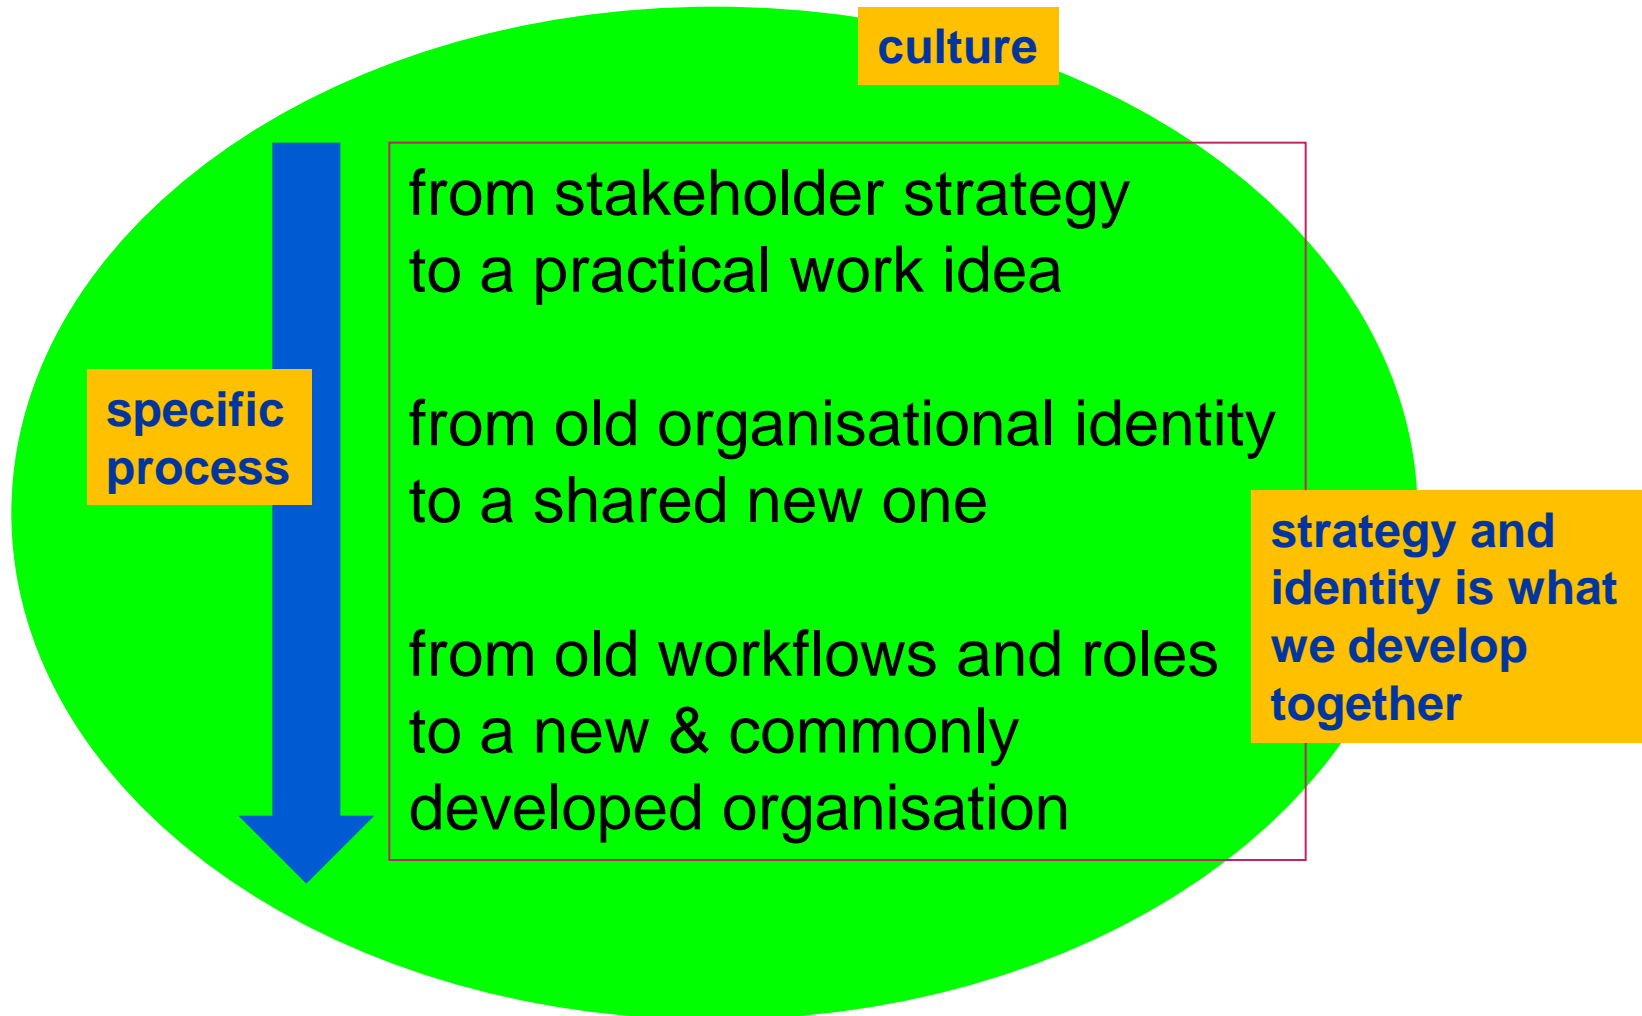 culture
from stakeholder strategy
to a practical work idea
specific
process
from old organisational identity
to a shared new one
strategy and
identity is what
we develop
together
from old workflows and roles
to a new & commonly
developed organisation